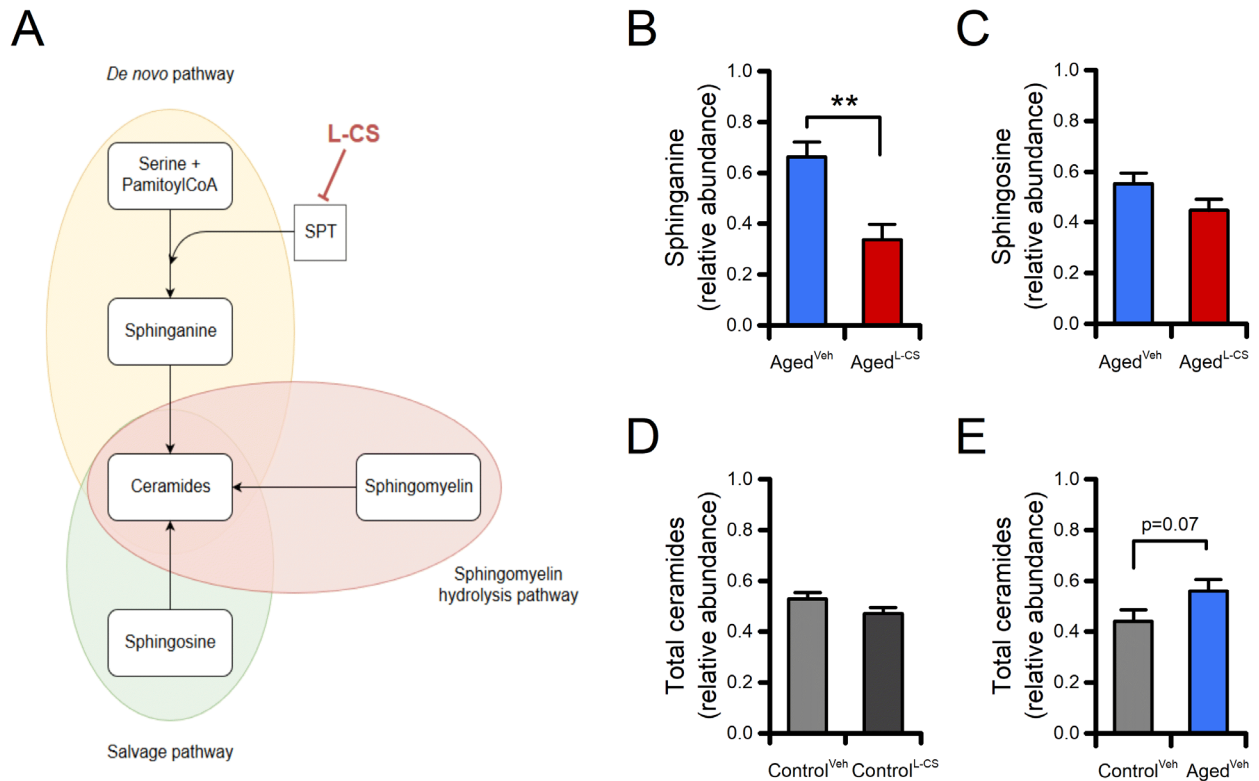 A
De novo pathway
L-CS
Serine +
PamitoylCoA
SPT
Sphinganine
Ceramides
Sphingomyelin
Sphingomyelin
hydrolysis pathway
Sphingosine
Salvage pathway
B
Sphinganine
(relative abundance)
1.0
0.8
0.6
0.4
0.2
0.0
**
Aged^Veh Aged^L-CS
C
Sphingosine
(relative abundance)
1.0
0.8
0.6
0.4
0.2
0.0
Aged^Veh Aged^L-CS
D
Total ceramides
(relative abundance)
1.0
0.8
0.6
0.4
0.2
0.0
Control^Veh Control^L-CS
E
Total ceramides
(relative abundance)
1.0
0.8
0.6
0.4
0.2
0.0
p=0.07
Control^Veh Aged^Veh